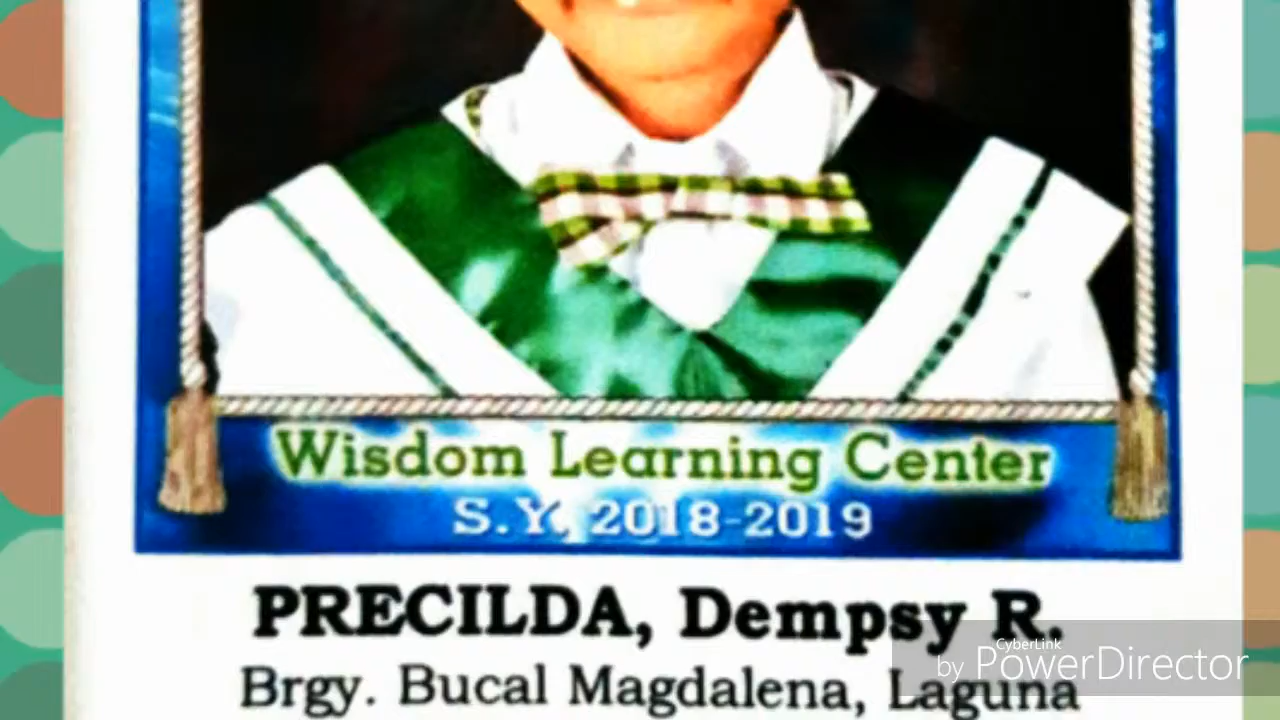 Wisdom Learning Center
S.Y. 2018-2019
PRECILDA, Dempsy R.
Brgy. Bucal Magdalena, Laguna
CyberLink
by PowerDirector